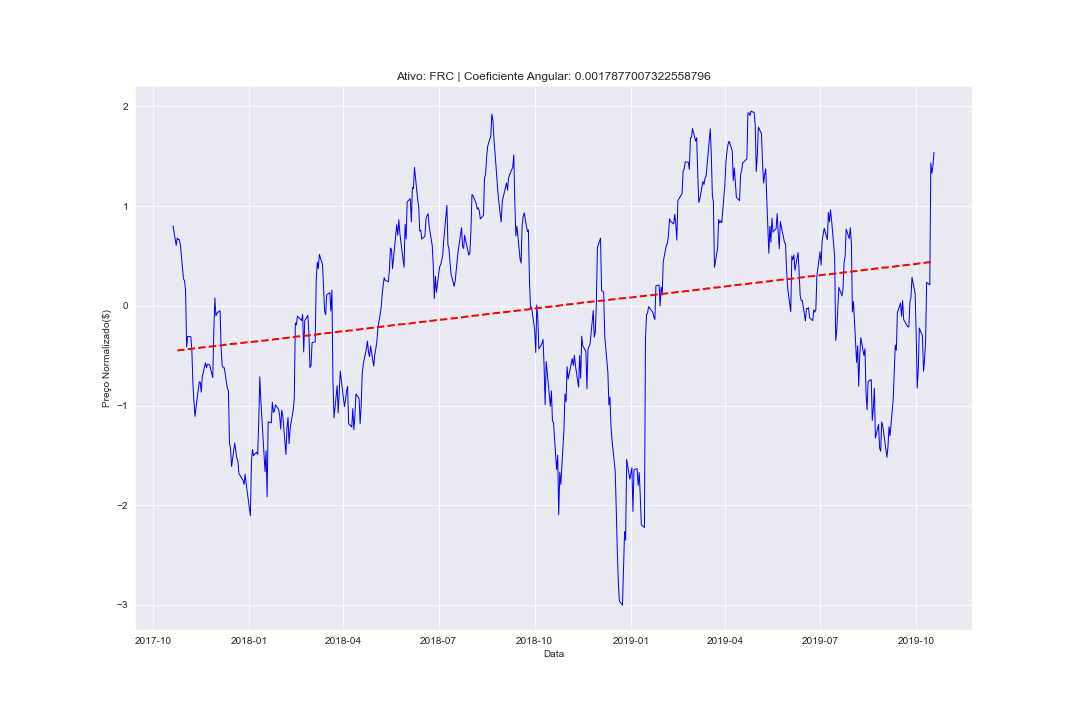 Ativo: FRC | Coeficiente Angular: 0.0017877007322558796
2
1
0
−1
−2
−3
Preço Normalizado($)
2017-10 2018-01 2018-04 2018-07 2018-10 2019-01 2019-04 2019-07 2019-10
Data